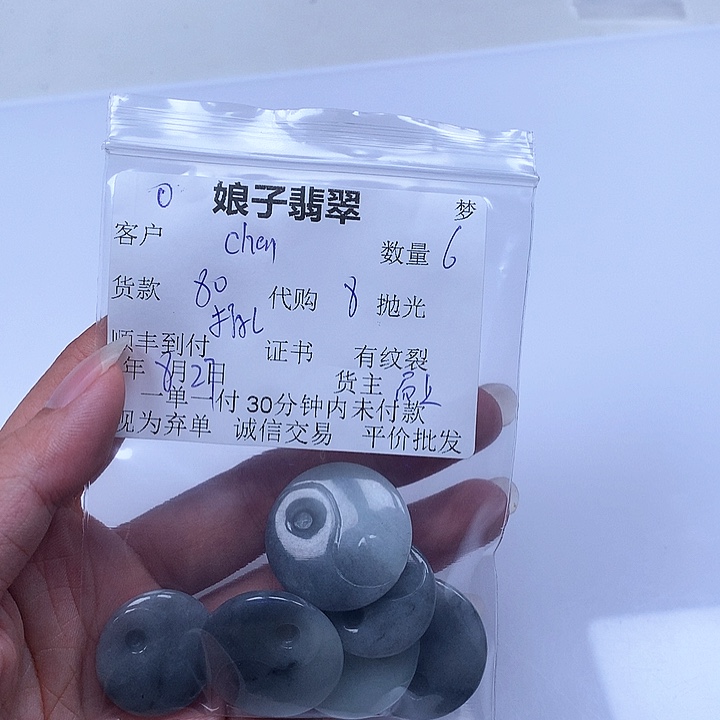 0 娘子翡翠 梦
客户 chen 数量 6
货款 80 代购 8 抛光
顺丰到付 证书 有纹裂
年 8月27日 货主
一单一付 30分钟内未付款
视为弃单 诚信交易 平价批发